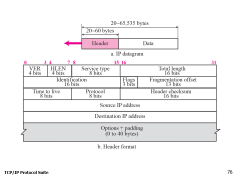 20–65,535 bytes
20–60 bytes
Header Data
a. IP datagram
0 3 4 7 8 15 16 31
VER 4 bits HLEN 4 bits Service type 8 bits Total length 16 bits
Identification 16 bits Flags 3 bits Fragmentation offset 13 bits
Time to live 8 bits Protocol 8 bits Header checksum 16 bits
Source IP address
Destination IP address
Options + padding
(0 to 40 bytes)
b. Header format
TCP/IP Protocol Suite 76